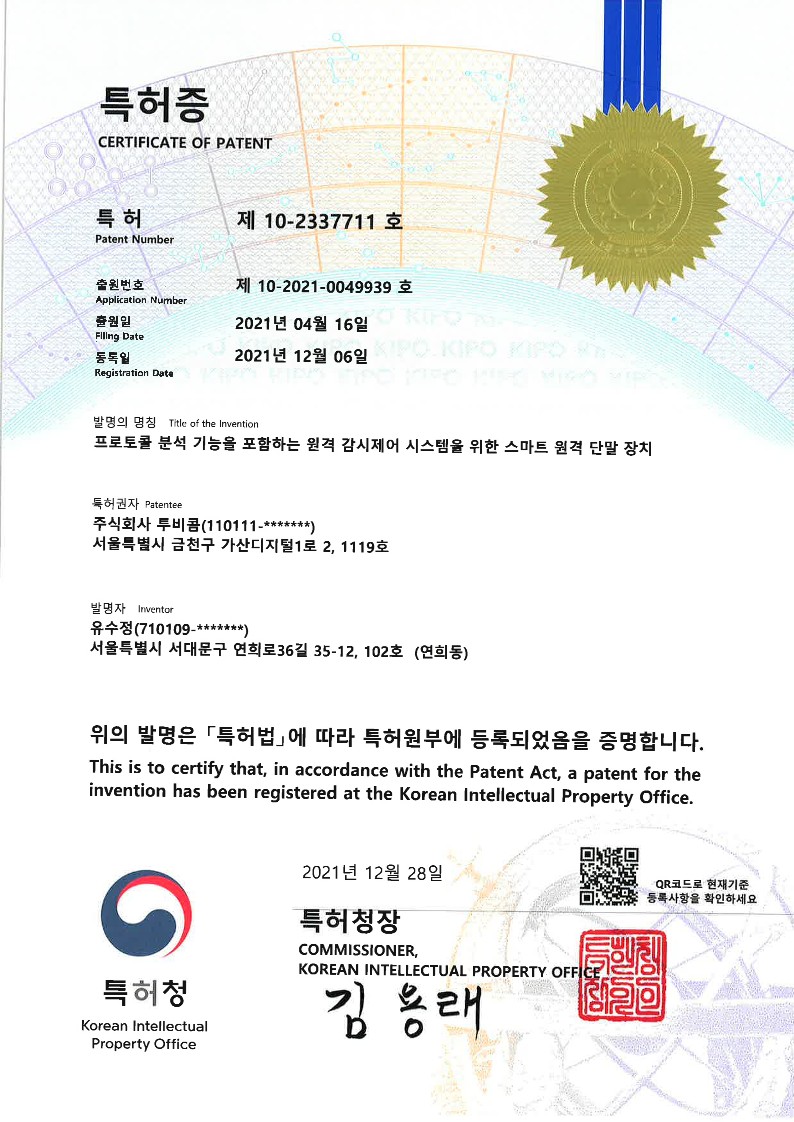 특허증
CERTIFICATE OF PATENT
특 허 제 10-2337711 호
Patent Number
출원번호 제 10-2021-0049939 호
Application Number
출원일 2021년 04월 16일
Filing Date
등록일 2021년 12월 06일
Registration Date
KIPO KIPO KIPO KIPO
KIPO KIPO KIPO KIPO
발명의 명칭 Title of the Invention
프로토콜 분석 기능을 포함하는 원격 감시제어 시스템을 위한 스마트 원격 단말 장치
특허권자 Patentee
주식회사 투비콤(110111-*******)
서울특별시 금천구 가산디지털1로 2, 1119호
발명자 Inventor
유수정(710109-*******)
서울특별시 서대문구 연희로36길 35-12, 102호 (연희동)
위의 발명은 「특허법」에 따라 특허원부에 등록되었음을 증명합니다.
This is to certify that, in accordance with the Patent Act, a patent for the
invention has been registered at the Korean Intellectual Property Office.
2021년 12월 28일
QR코드로 현재기준
등록사항을 확인하세요
특허청장
COMMISSIONER,
KOREAN INTELLECTUAL PROPERTY OFFICE
김용래
특허청
Korean Intellectual
Property Office